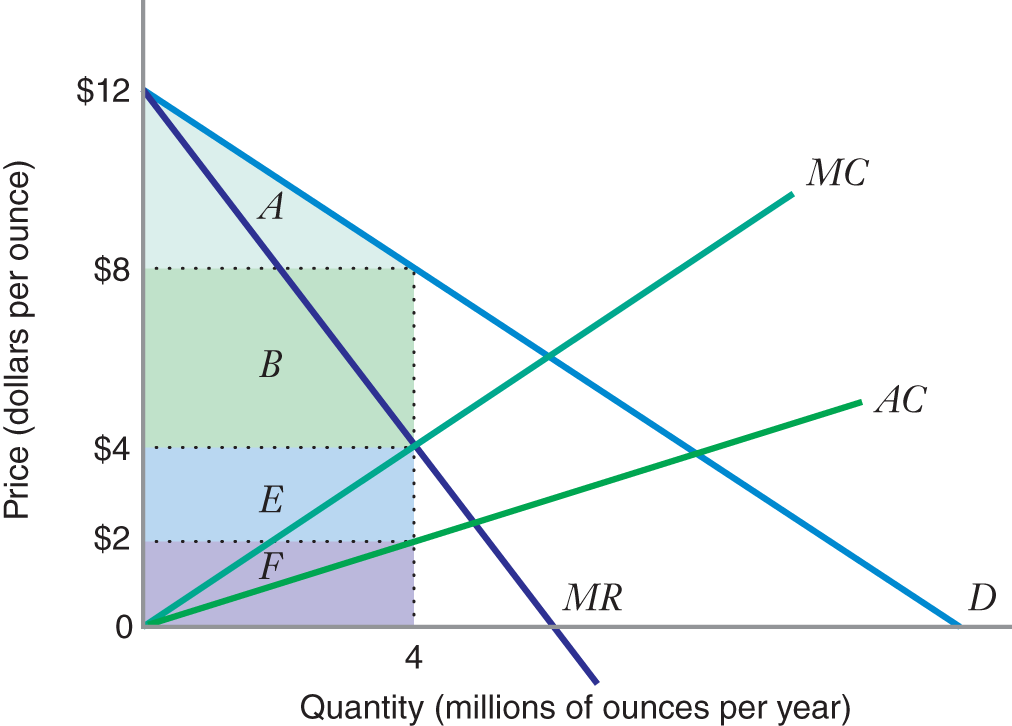 Price (dollars per ounce)
$12
$8
$4
$2
0
A
B
E
F
MC
AC
MR
D
4
Quantity (millions of ounces per year)